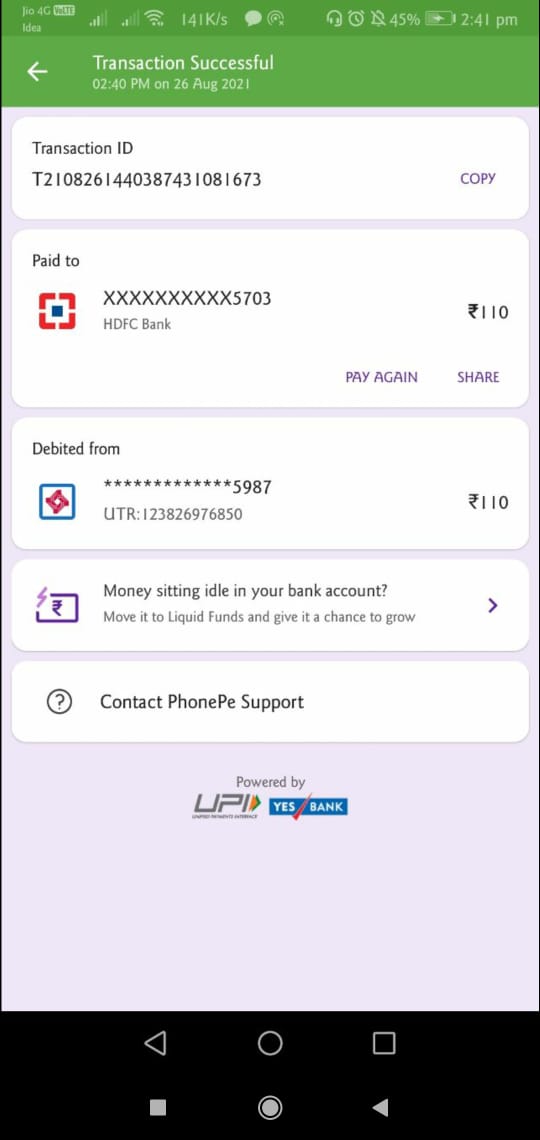 Jio 4G VoLTE
Idea
141K/s
45%
2:41 pm
Transaction Successful
02:40 PM on 26 Aug 2021
Transaction ID
T2108261440387431081673
COPY
Paid to
XXXXXXXXXX5703
HDFC Bank
₹110
PAY AGAIN
SHARE
Debited from
*************5987
UTR:123826976850
₹110
Money sitting idle in your bank account?
Move it to Liquid Funds and give it a chance to grow
Contact PhonePe Support
Powered by
UPI
UNIFIED PAYMENTS INTERFACE
YES BANK